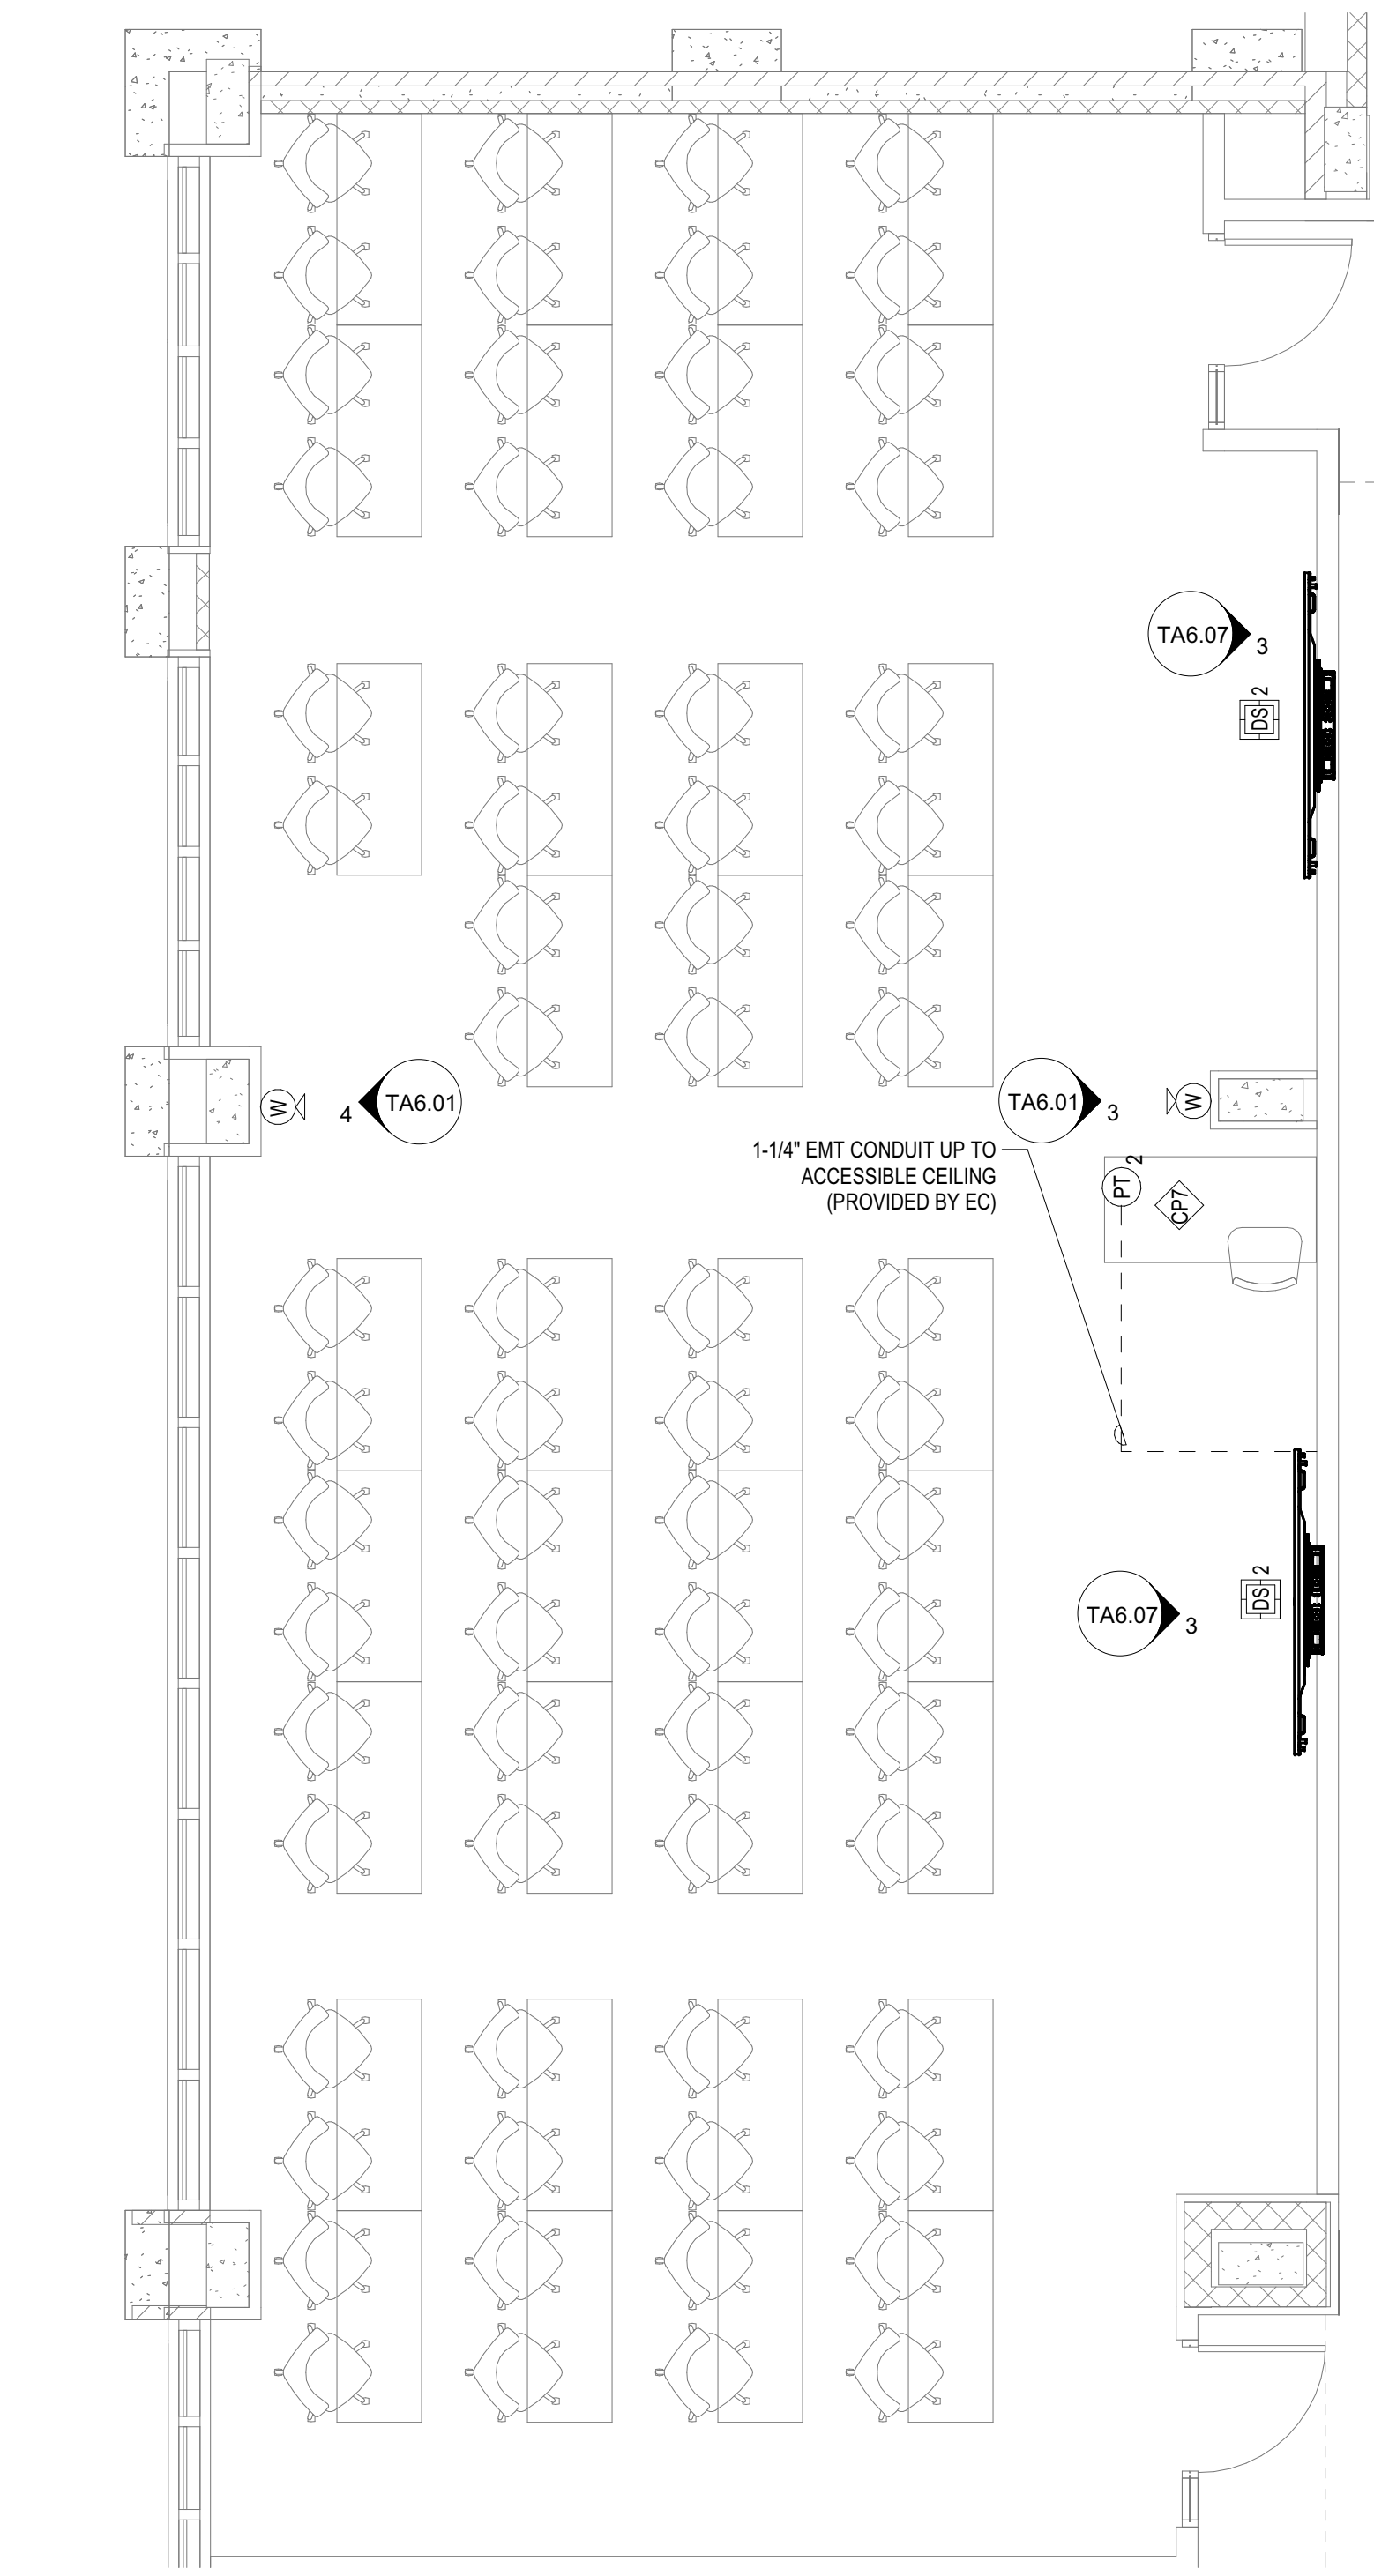 TA6.07
3
DS 2
W
4
TA6.01
TA6.01
3
W
1-1/4" EMT CONDUIT UP TO
ACCESSIBLE CEILING
(PROVIDED BY EC)
PT 2
CP7
DS 2
TA6.07
3